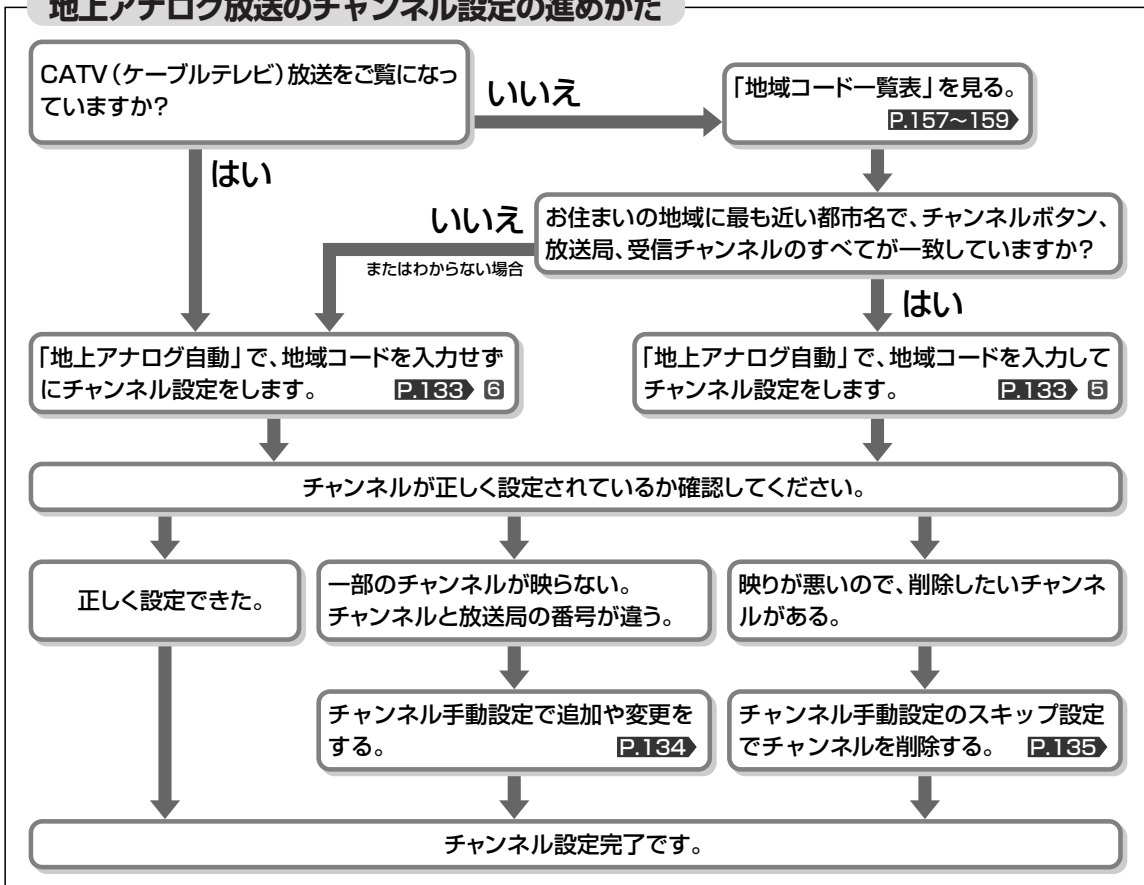 地上アナログ放送のチャンネル設定の進めかた
CATV（ケーブルテレビ）放送をご覧になっ
ていますか？
いいえ
「地域コード一覧表」を見る。
P.157～159
はい
いいえ
またはわからない場合
お住まいの地域に最も近い都市名で、チャンネルボタン、
放送局、受信チャンネルのすべてが一致していますか？
はい
「地上アナログ自動」で、地域コードを入力せず
にチャンネル設定をします。 P.133 6
「地上アナログ自動」で、地域コードを入力して
チャンネル設定をします。 P.133 5
チャンネルが正しく設定されているか確認してください。
正しく設定できた。
一部のチャンネルが映らない。
チャンネルと放送局の番号が違う。
映りが悪いので、削除したいチャンネ
ルがある。
チャンネル手動設定で追加や変更を
する。 P.134
チャンネル手動設定のスキップ設定
でチャンネルを削除する。 P.135
チャンネル設定完了です。